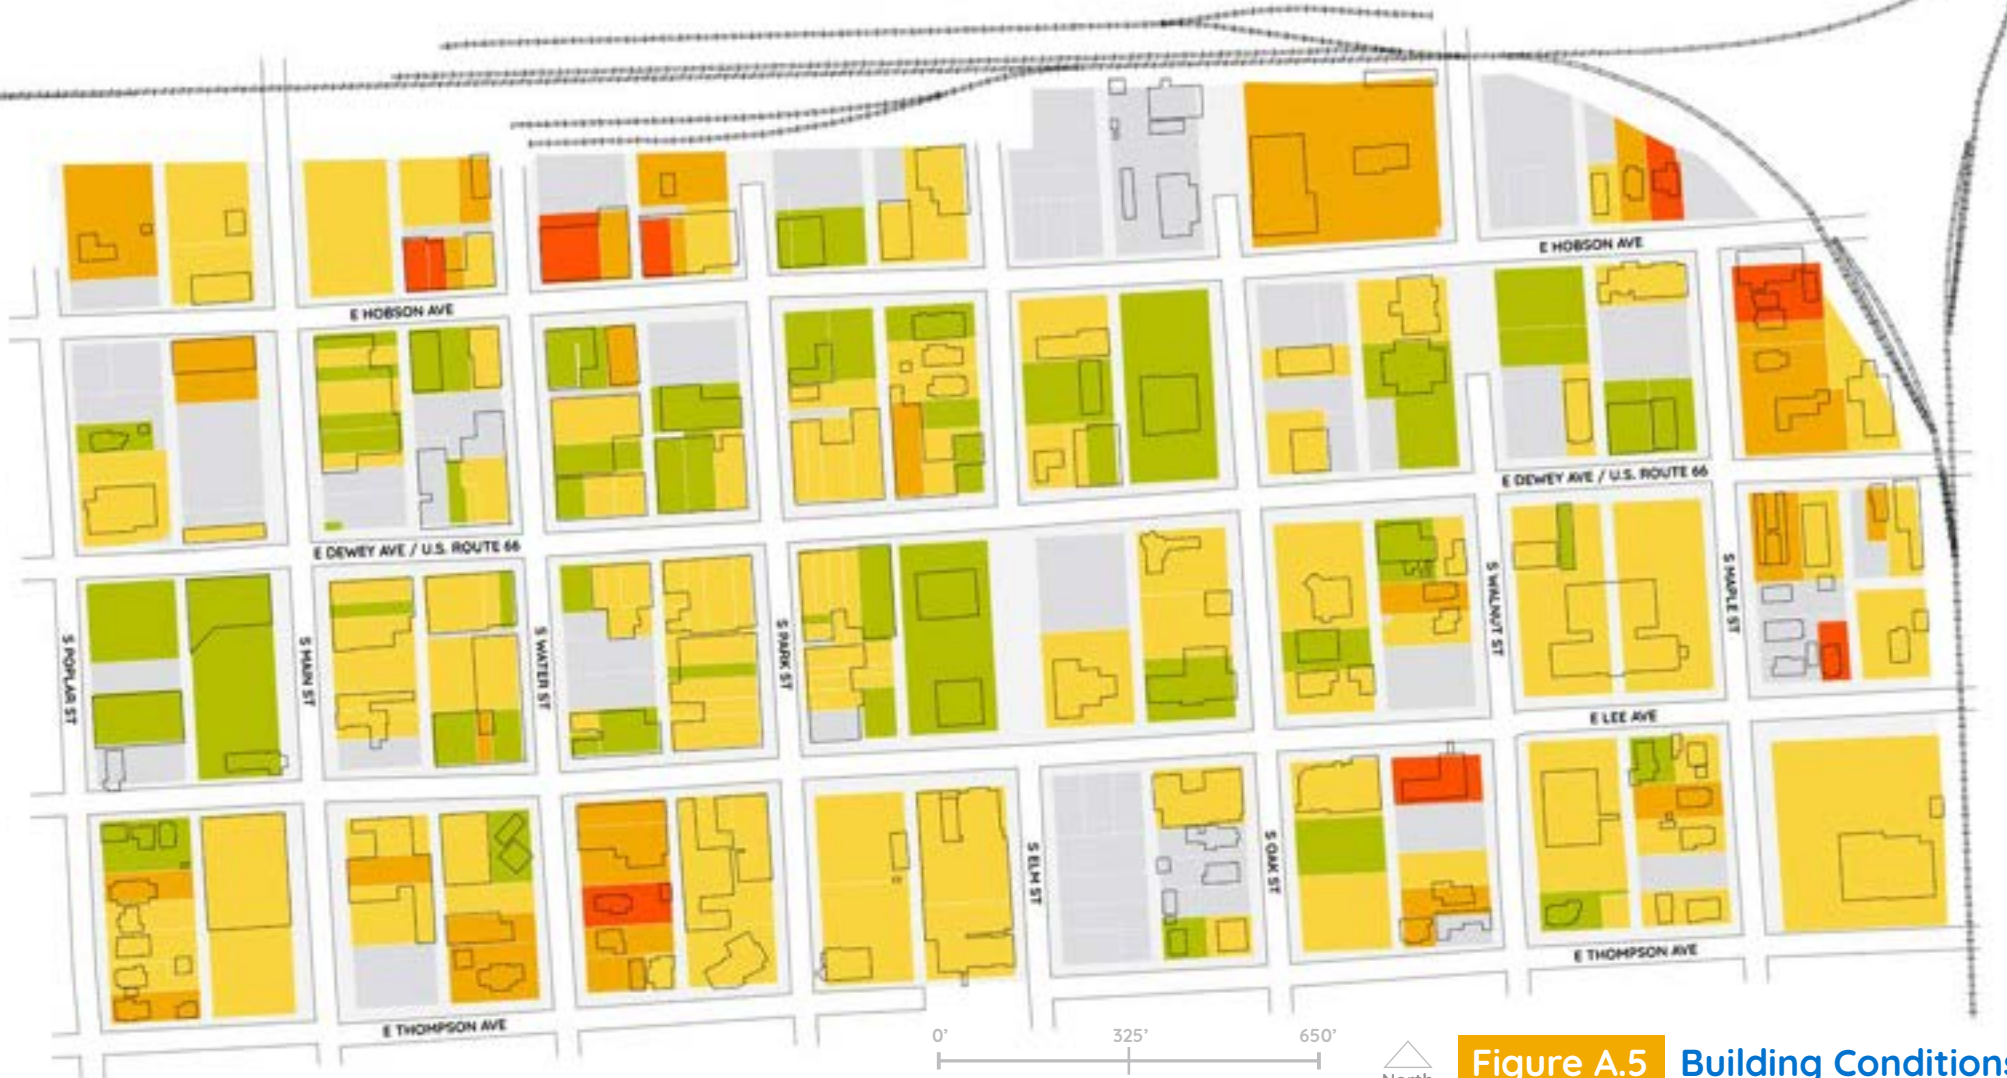 E HOBSON AVE
E HOBSON AVE
E DEWEY AVE / U.S. ROUTE 66
E DEWEY AVE / U.S. ROUTE 66
S POPLAR ST
S MAIN ST
S WATER ST
S PARK ST
S WALNUT ST
S MAPLE ST
E LEE AVE
S ELM ST
S OAK ST
E THOMPSON AVE
E THOMPSON AVE
0' 325' 650'
North
Figure A.5 Building Conditions